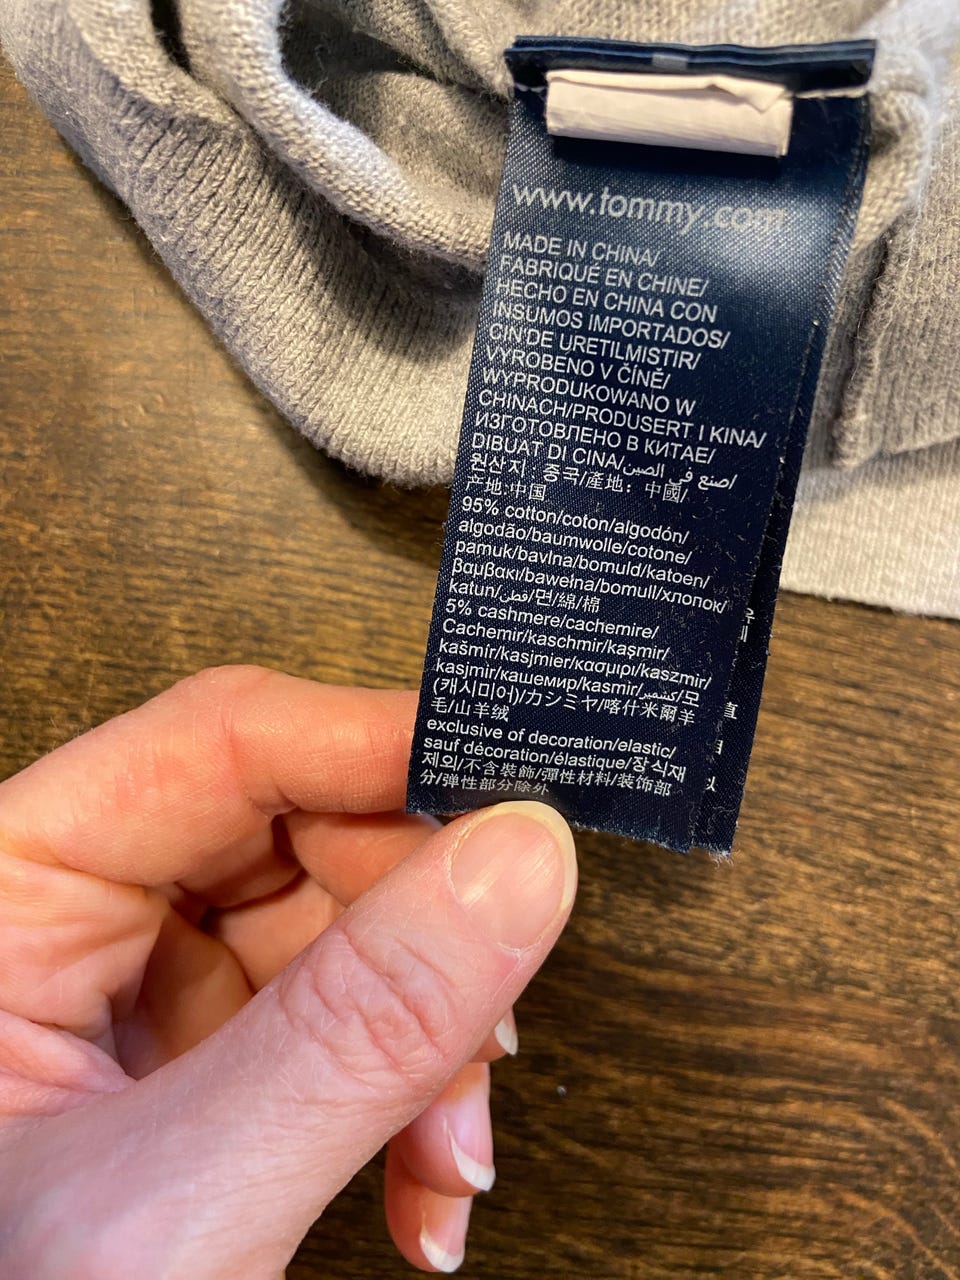 www.tommy.com
MADE IN CHINA/
FABRIQUÉ EN CHINE/
HECHO EN CHINA CON
INSUMOS IMPORTADOS/
CIN'DE URETILMISTIR/
VYROBENO V ČÍNĚ/
WYPRODUKOWANO W
CHINACH/PRODUSERT I KINA/
ИЗГОТОВЛЕНО В КИТАЕ/
DIBUAT DI CINA/صنع في الصين/
원산지: 중국/產地: 中國/
产地:中国
95% cotton/coton/algodón/
algodão/baumwolle/cotone/
pamuk/bavlna/bomuld/katoen/
βαμβακι/bawełna/bomull/хлопок/
katun/قطن/면/綿/棉
5% cashmere/cachemire/
Cachemir/kaschmir/kaşmir/
kašmír/kasjmier/κασμιρι/kaszmir/
kasjmir/кашемир/kasmir/كشمير/모
(캐시미어)/カシミヤ/喀什米爾羊
毛/山羊绒
exclusive of decoration/elastic/
sauf décoration/élastique/장식재
제외/不含裝飾/彈性材料/装饰部
分/弹性部分除外